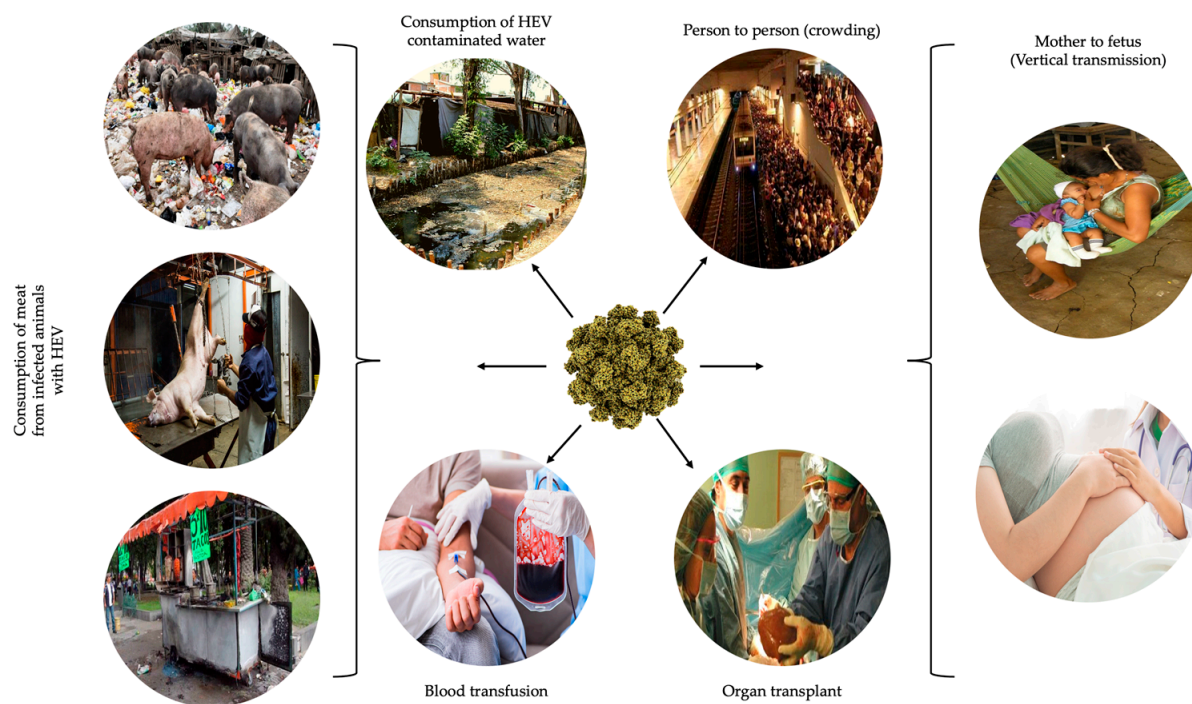 Consumption of meat
from infected animals
with HEV
Consumption of HEV
contaminated water
Person to person (crowding)
Mother to fetus
(Vertical transmission)
Blood transfusion
Organ transplant